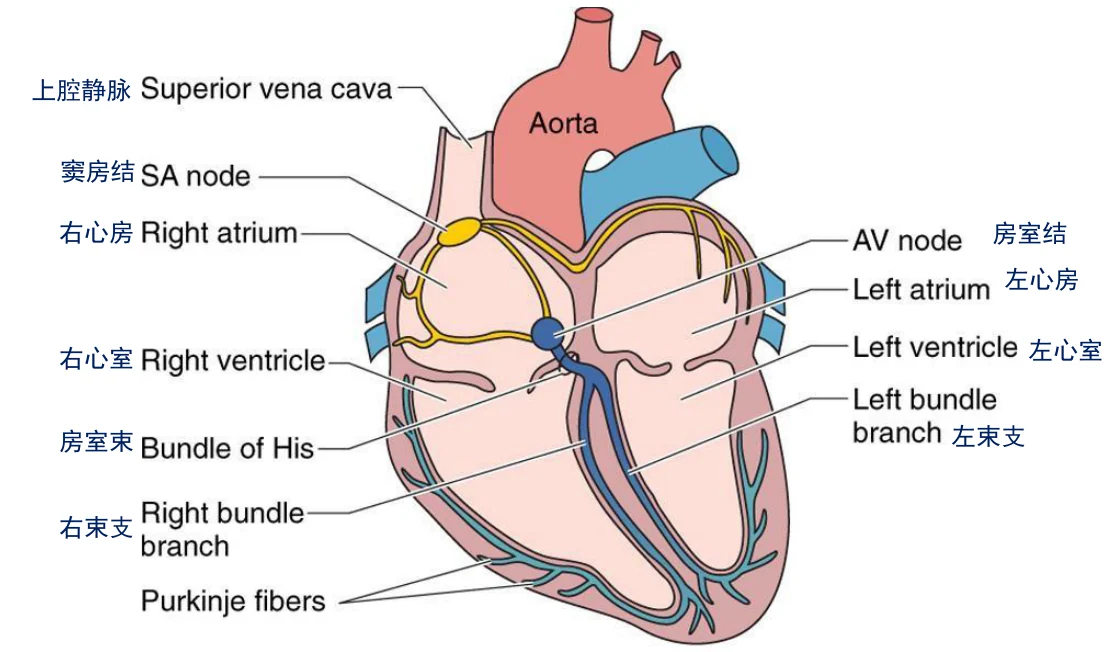 上腔静脉 Superior vena cava
Aorta
窦房结 SA node
右心房 Right atrium
AV node 房室结
Left atrium 左心房
右心室 Right ventricle
Left ventricle 左心室
Left bundle
branch 左束支
房室束 Bundle of His
右束支 Right bundle
branch
Purkinje fibers